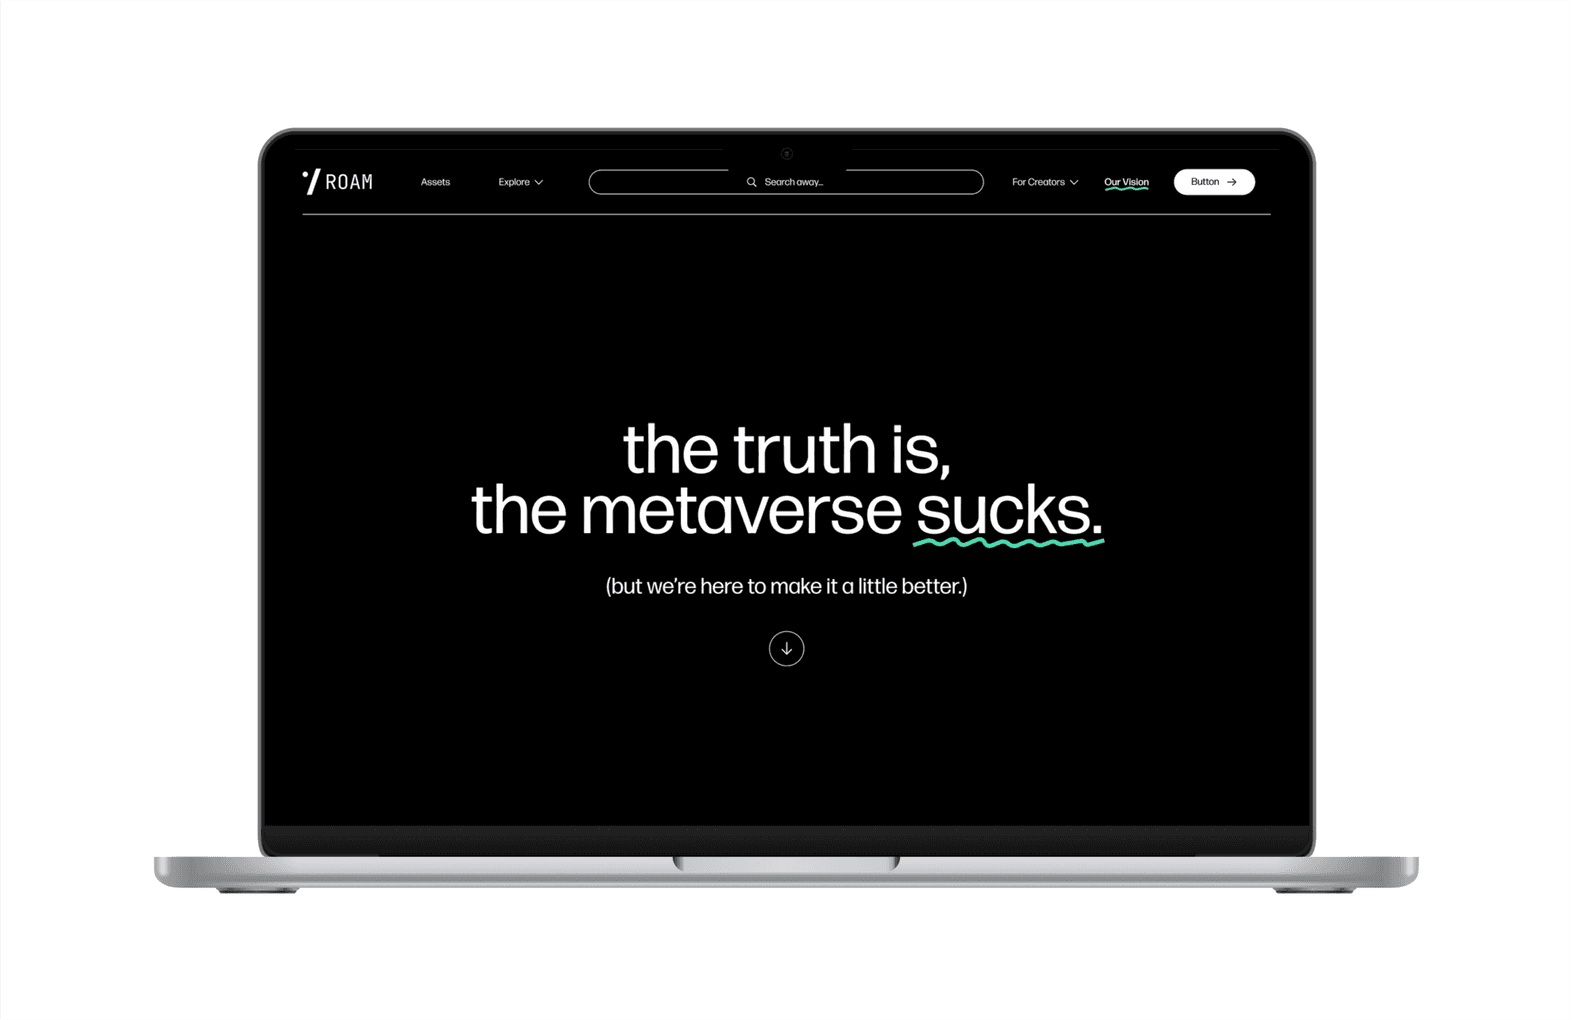 ROAM
Assets
Explore
Search away...
For Creators
Our Vision
Button
the truth is,
the metaverse sucks.
(but we're here to make it a little better.)